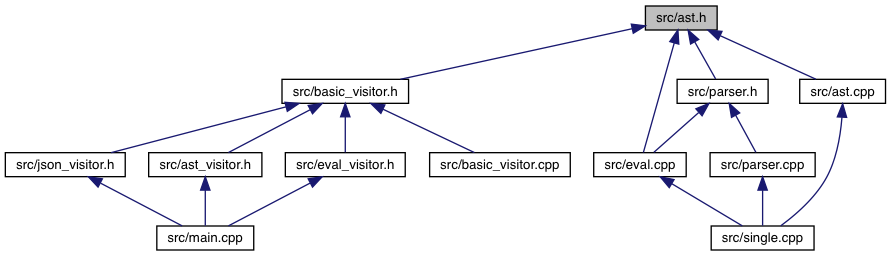 src/ast.h
src/basic_visitor.h
src/parser.h
src/ast.cpp
src/json_visitor.h
src/ast_visitor.h
src/eval_visitor.h
src/basic_visitor.cpp
src/eval.cpp
src/parser.cpp
src/main.cpp
src/single.cpp